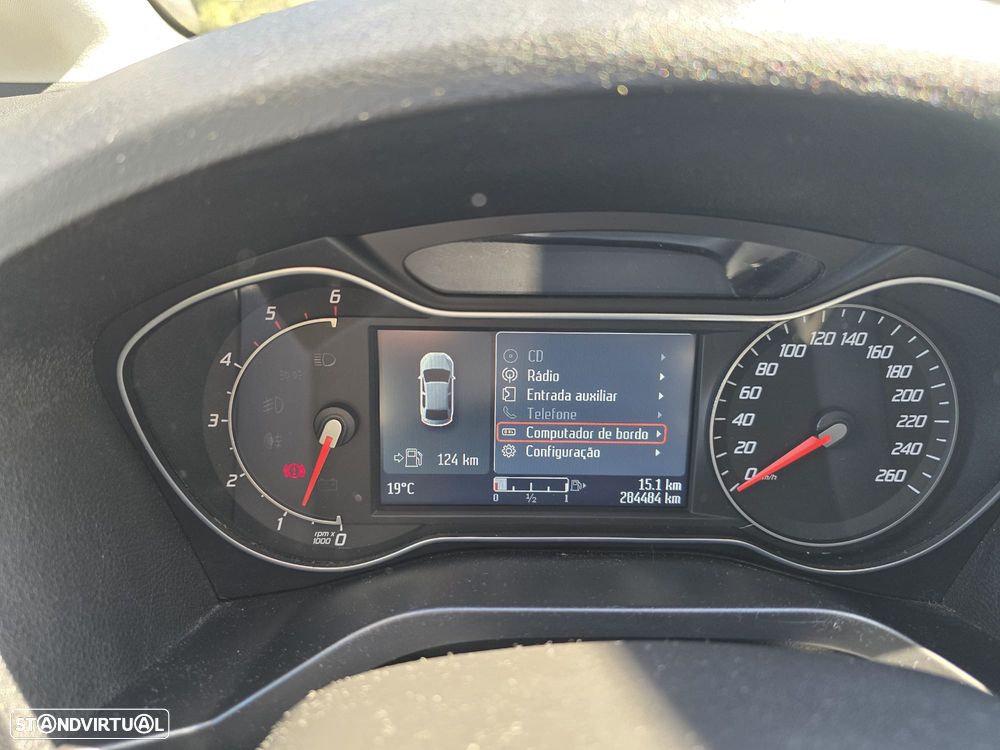 6
5
4
3
2
1
0
rpm x
1000
CD
Rádio
Entrada auxiliar
Telefone
Computador de bordo
Configuração
124 km
19°C
0 ½ 1
15.1 km
284484 km
0
20
40
60
80
100
120
140
160
180
200
220
240
260
km/h
STANDVIRTUAL